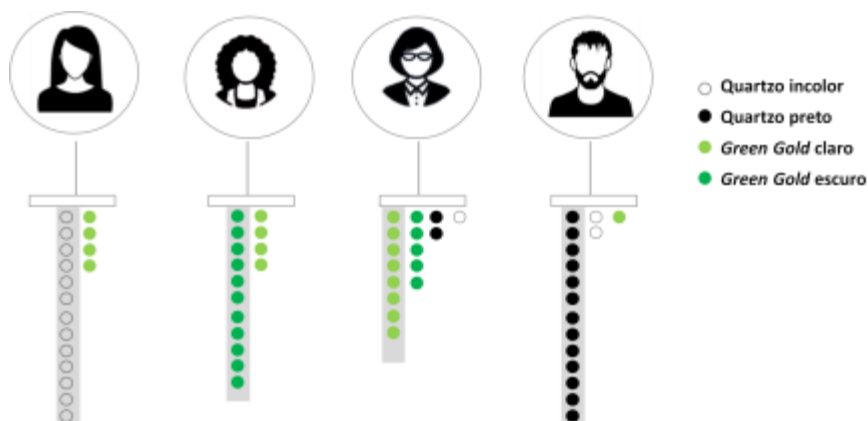 Quartzo incolor
Quartzo preto
Green Gold claro
Green Gold escuro